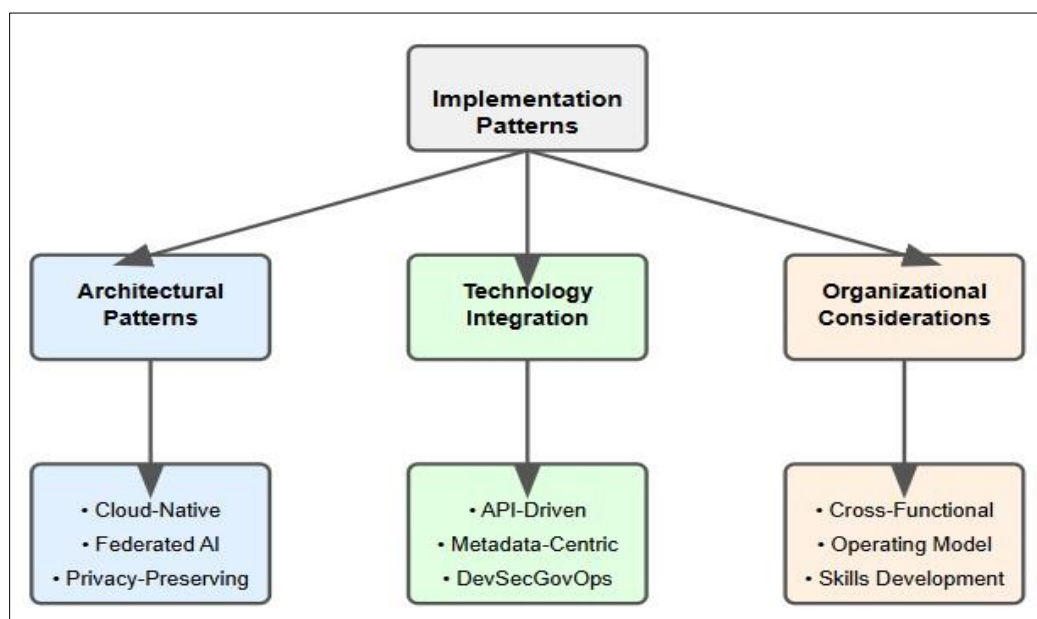 Implementation
Patterns
Architectural
Patterns
Technology
Integration
Organizational
Considerations
• Cloud-Native
• Federated AI
• Privacy-Preserving
• API-Driven
• Metadata-Centric
• DevSecGovOps
• Cross-Functional
• Operating Model
• Skills Development